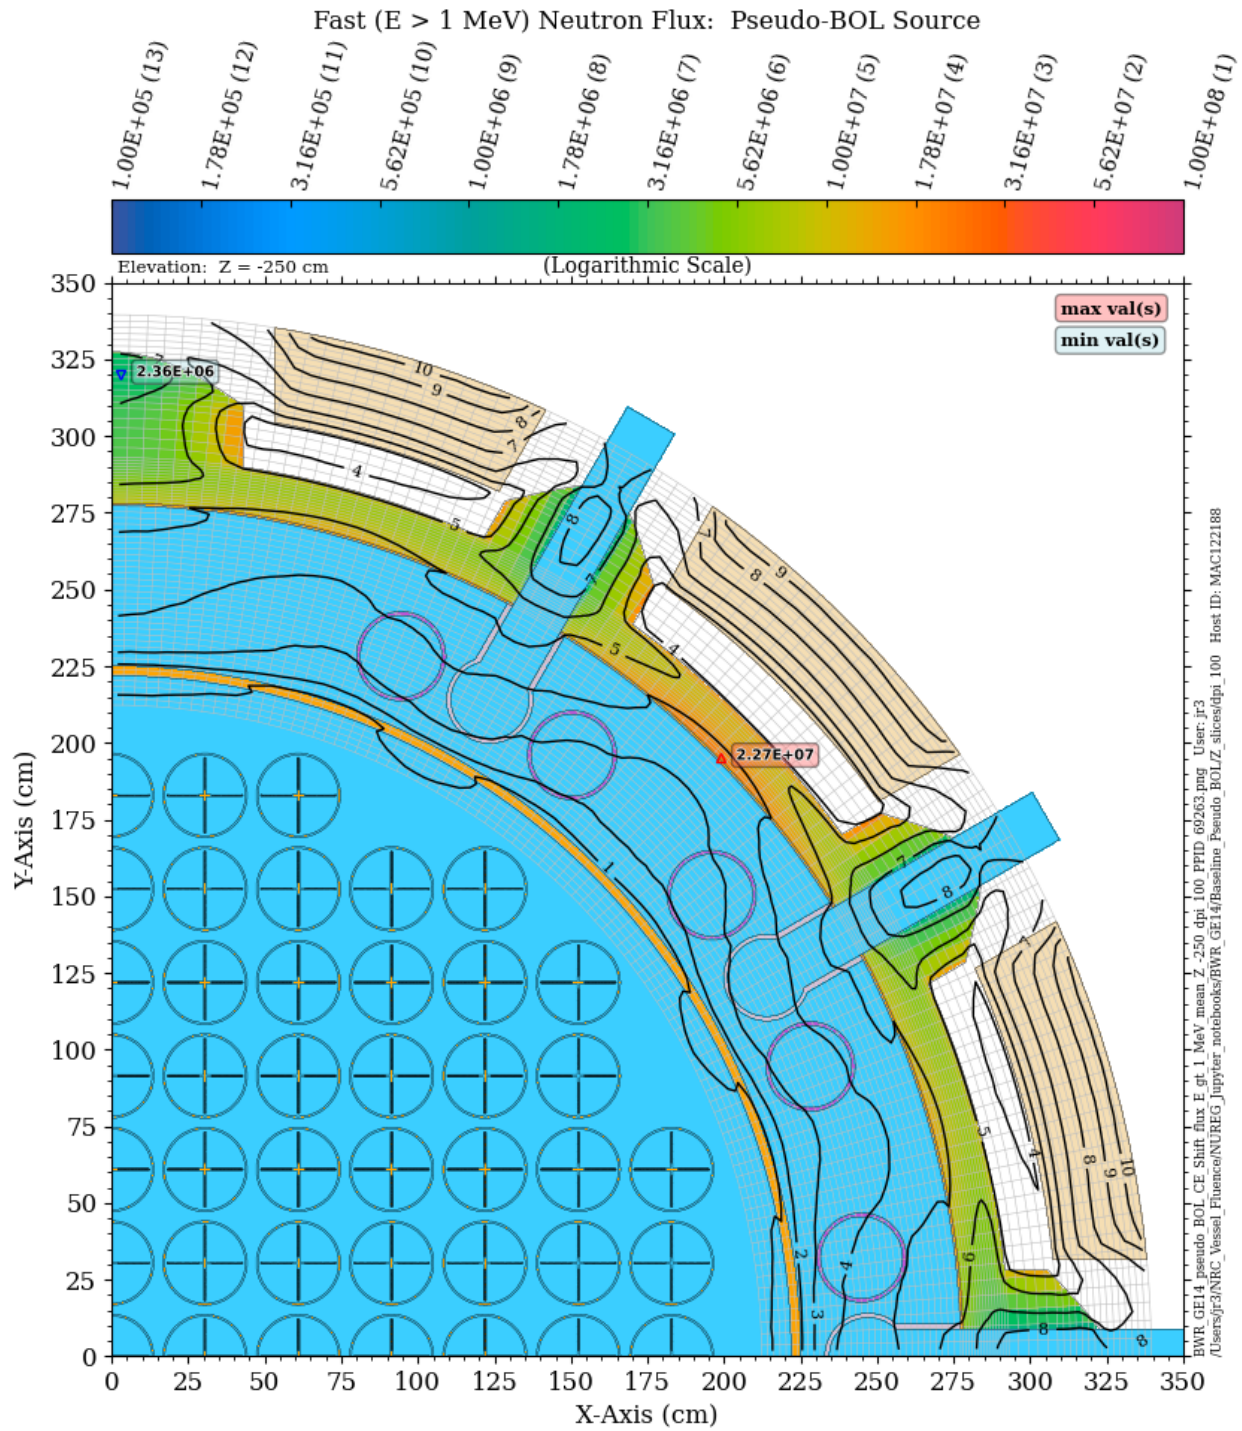 Fast (E > 1 MeV) Neutron Flux:  Pseudo-BOL Source
1.00E+05 (13)
1.78E+05 (12)
3.16E+05 (11)
5.62E+05 (10)
1.00E+06 (9)
1.78E+06 (8)
3.16E+06 (7)
5.62E+06 (6)
1.00E+07 (5)
1.78E+07 (4)
3.16E+07 (3)
5.62E+07 (2)
1.00E+08 (1)
Elevation:  Z = -250 cm
(Logarithmic Scale)
max val(s)
min val(s)
2.36E+06
2.27E+07
10
9
8
7
4
5
8
7
5
4
7
9
8
7
8
1
7
5
4
8
9
10
6
2
3
4
8
8
350
325
300
275
250
225
200
175
150
125
100
75
50
25
0
Y-Axis (cm)
0
25
50
75
100
125
150
175
200
225
250
275
300
325
350
X-Axis (cm)
BWR_GE14_pseudo_BOL_CE_Shift_flux_E_gt_1_MeV_mean_Z_-250_dpi_100_PPID_69263.png   User: jr3
/Users/jr3/NRC_Vessel_Fluence/NUREG_Jupyter_notebooks/BWR_GE14/Baseline_Pseudo_BOL/Z_slices/dpi_100   Host ID: MAC122188